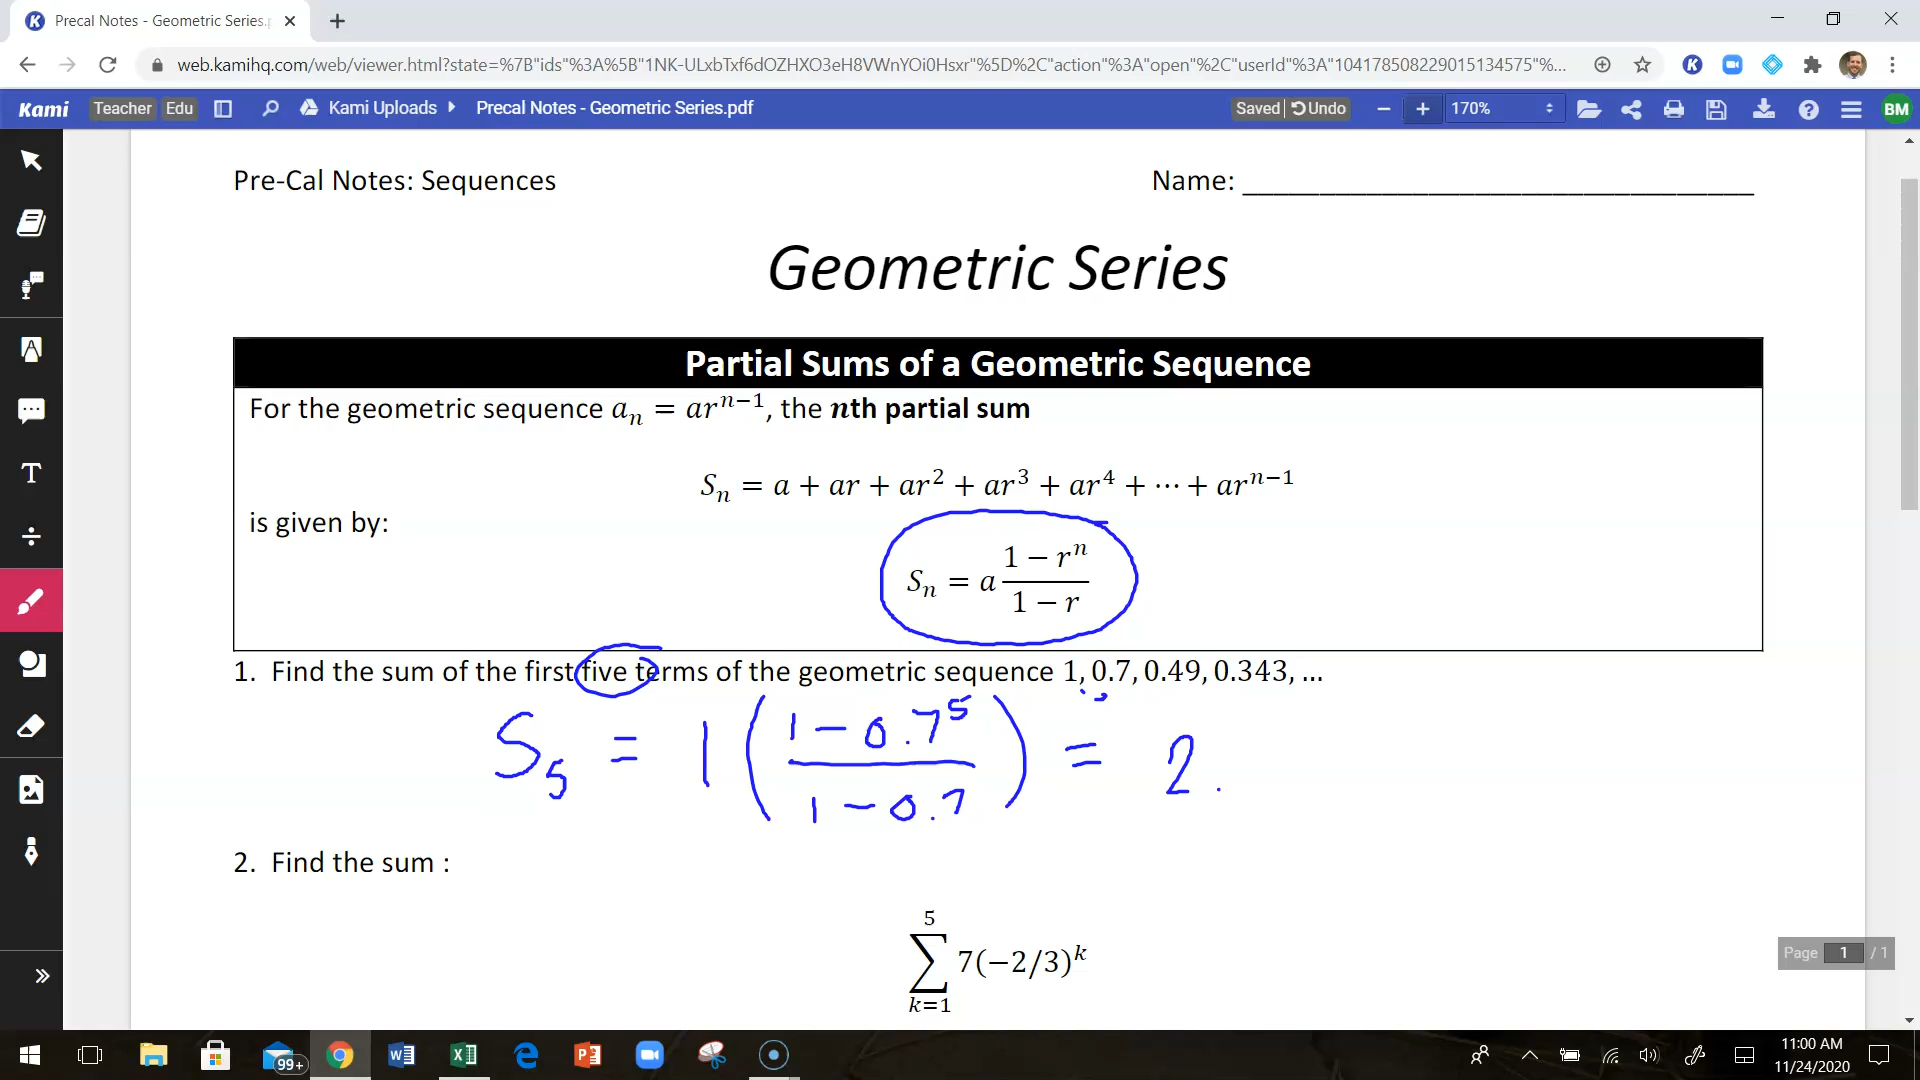 Precal Notes - Geometric Series.p
web.kamihq.com/web/viewer.html?state=%7B"ids"%3A%5B"1NK-ULxbTxf6dOZHXO3eH8VWnYOi0Hsxr"%5D%2C"action"%3A"open"%2C"userId"%3A"104178508229015134575"%...
Kami Teacher Edu Kami Uploads Precal Notes - Geometric Series.pdf Saved Undo − + 170% BM
Pre-Cal Notes: Sequences Name: ________________________________
Geometric Series
Partial Sums of a Geometric Sequence
For the geometric sequence aₙ = arⁿ⁻¹, the nth partial sum
Sₙ = a + ar + ar² + ar³ + ar⁴ + ⋯ + arⁿ⁻¹
is given by:
Sₙ = a (1 − rⁿ)/(1 − r)
1. Find the sum of the first five terms of the geometric sequence 1, 0.7, 0.49, 0.343, ...
S₅ = 1 ( (1 − 0.7⁵)/(1 − 0.7) ) = 2.
2. Find the sum :
5
∑ 7(−2/3)ᵏ
k=1
Page 1 / 1
99+
11:00 AM
11/24/2020